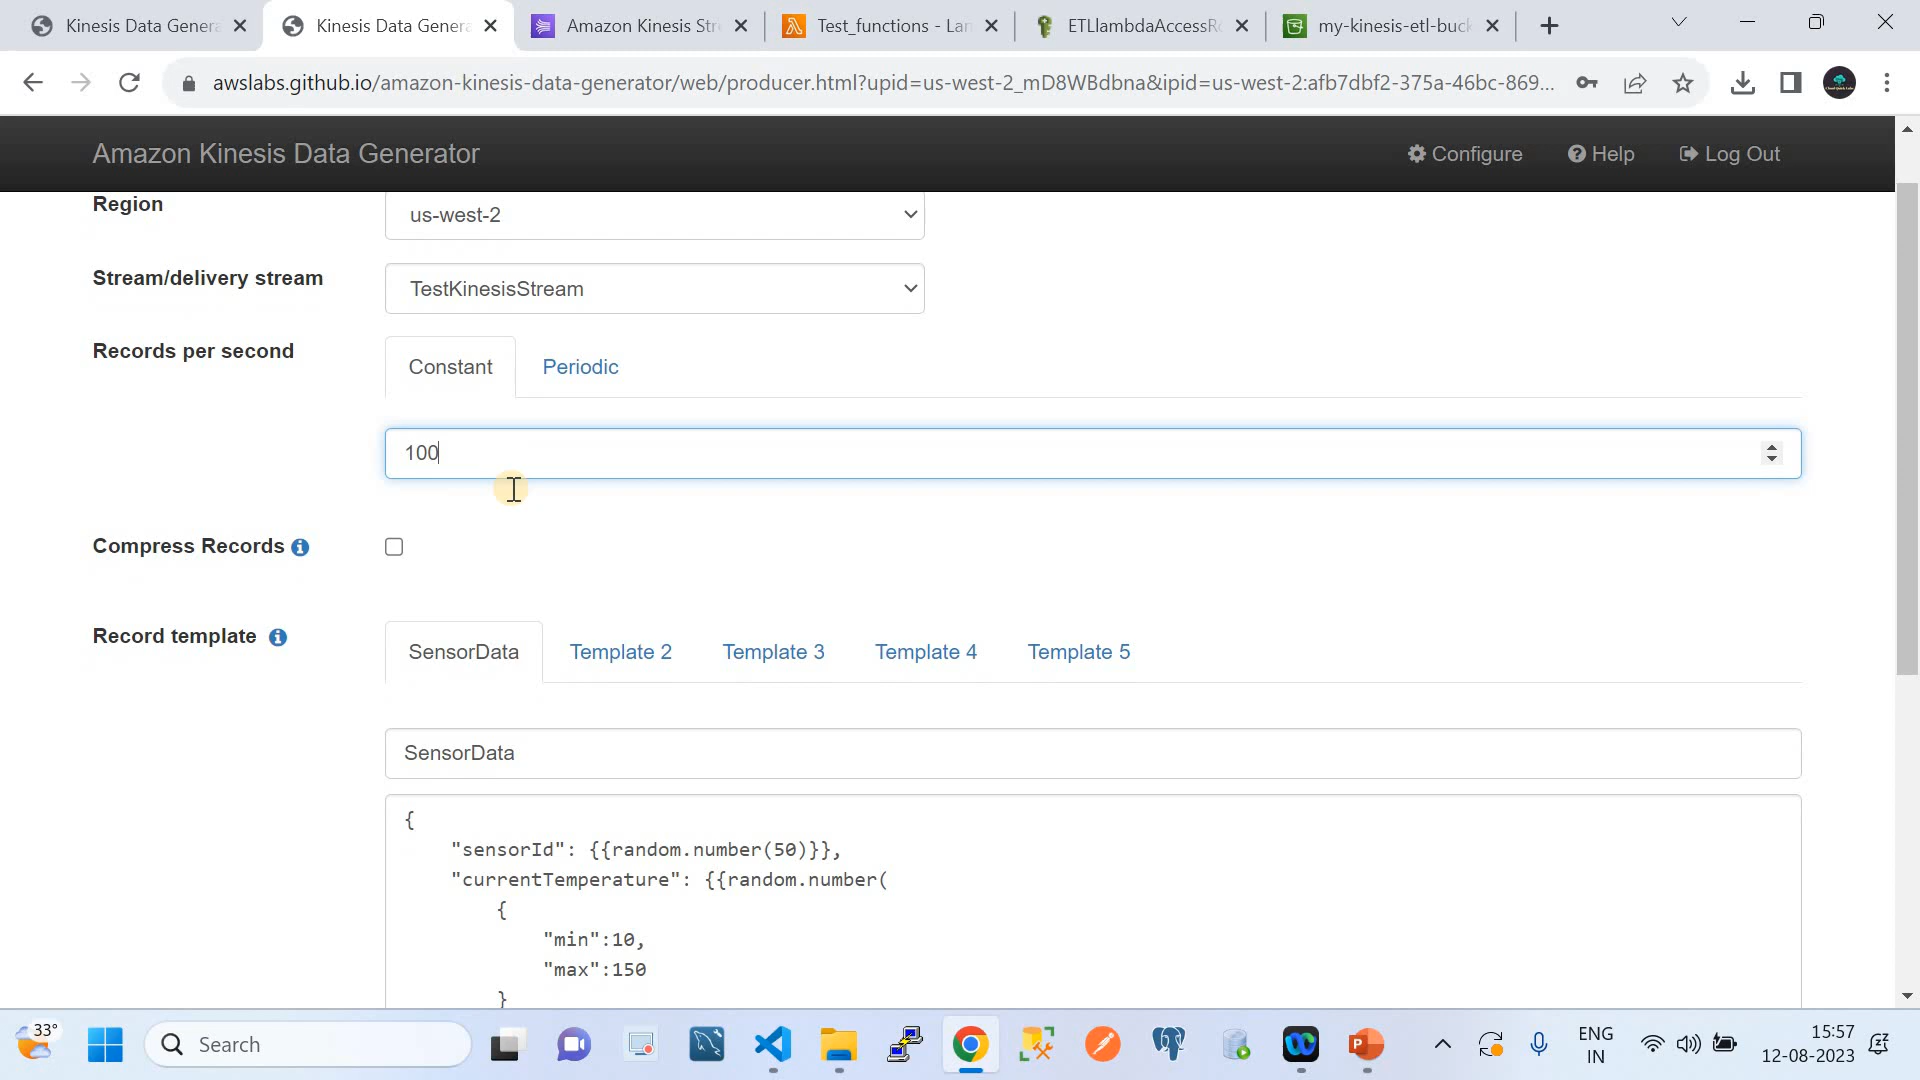 Kinesis Data Genera
Kinesis Data Genera
Amazon Kinesis Str
Test_functions - Lan
ETLlambdaAccessRo
my-kinesis-etl-buck
awslabs.github.io/amazon-kinesis-data-generator/web/producer.html?upid=us-west-2_mD8WBdbna&ipid=us-west-2:afb7dbf2-375a-46bc-869...
Amazon Kinesis Data Generator
Configure
Help
Log Out
Region
us-west-2
Stream/delivery stream
TestKinesisStream
Records per second
Constant
Periodic
100
Compress Records
Record template
SensorData
Template 2
Template 3
Template 4
Template 5
SensorData
{
"sensorId": {{random.number(50)}},
"currentTemperature": {{random.number(
{
"min":10,
"max":150
}
33°
Search
ENG
IN
15:57
12-08-2023